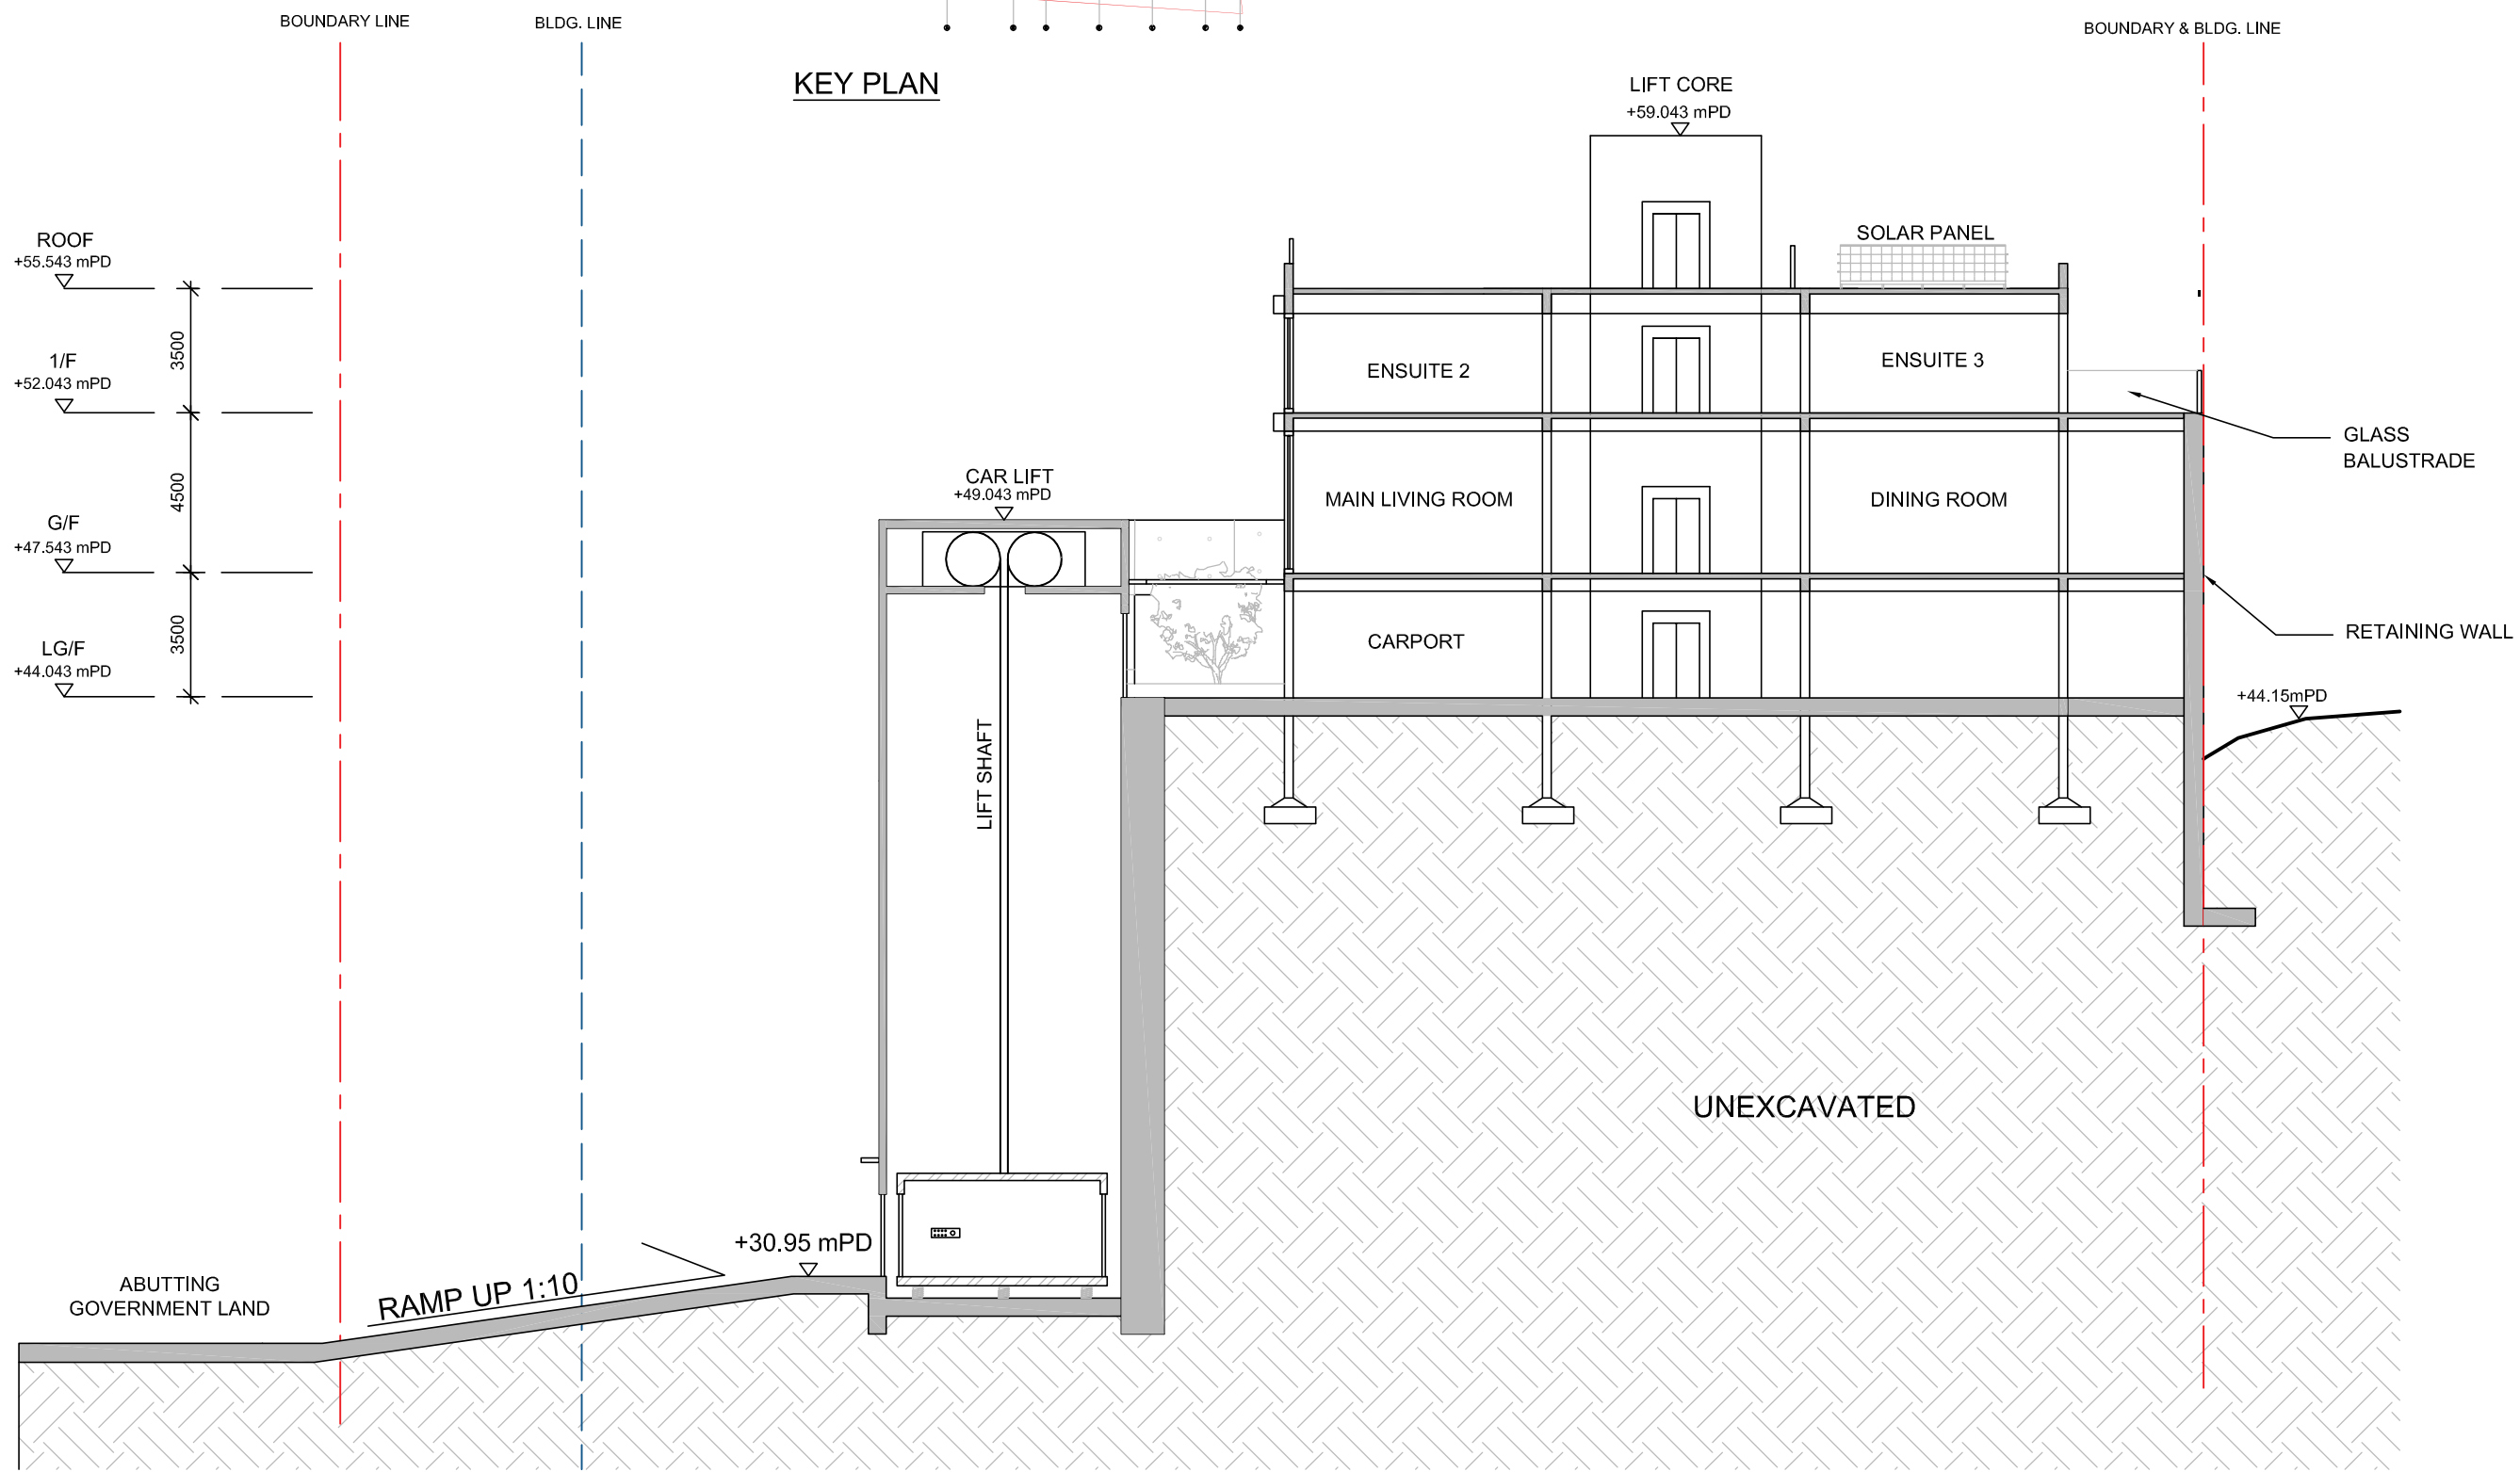 BOUNDARY LINE
BLDG. LINE
BOUNDARY & BLDG. LINE
KEY PLAN
LIFT CORE
+59.043 mPD
SOLAR PANEL
ROOF
+55.543 mPD
3500
1/F
+52.043 mPD
4500
G/F
+47.543 mPD
3500
LG/F
+44.043 mPD
ENSUITE 2
ENSUITE 3
GLASS
BALUSTRADE
CAR LIFT
+49.043 mPD
MAIN LIVING ROOM
DINING ROOM
CARPORT
RETAINING WALL
+44.15mPD
LIFT SHAFT
UNEXCAVATED
+30.95 mPD
RAMP UP 1:10
ABUTTING
GOVERNMENT LAND